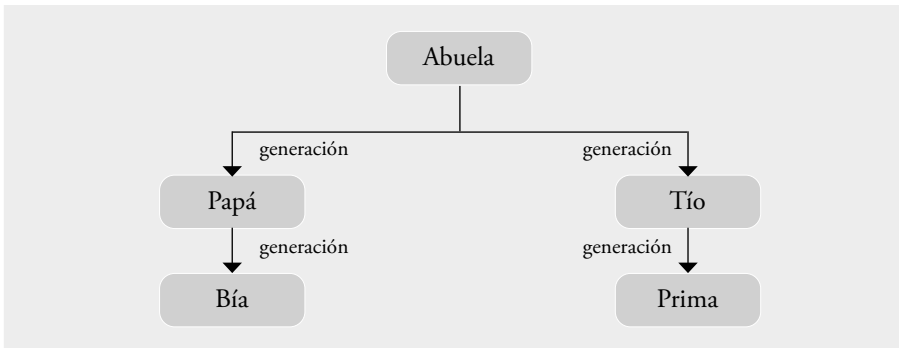 Abuela
generación
generación
Papá
Tío
generación
generación
Bía
Prima